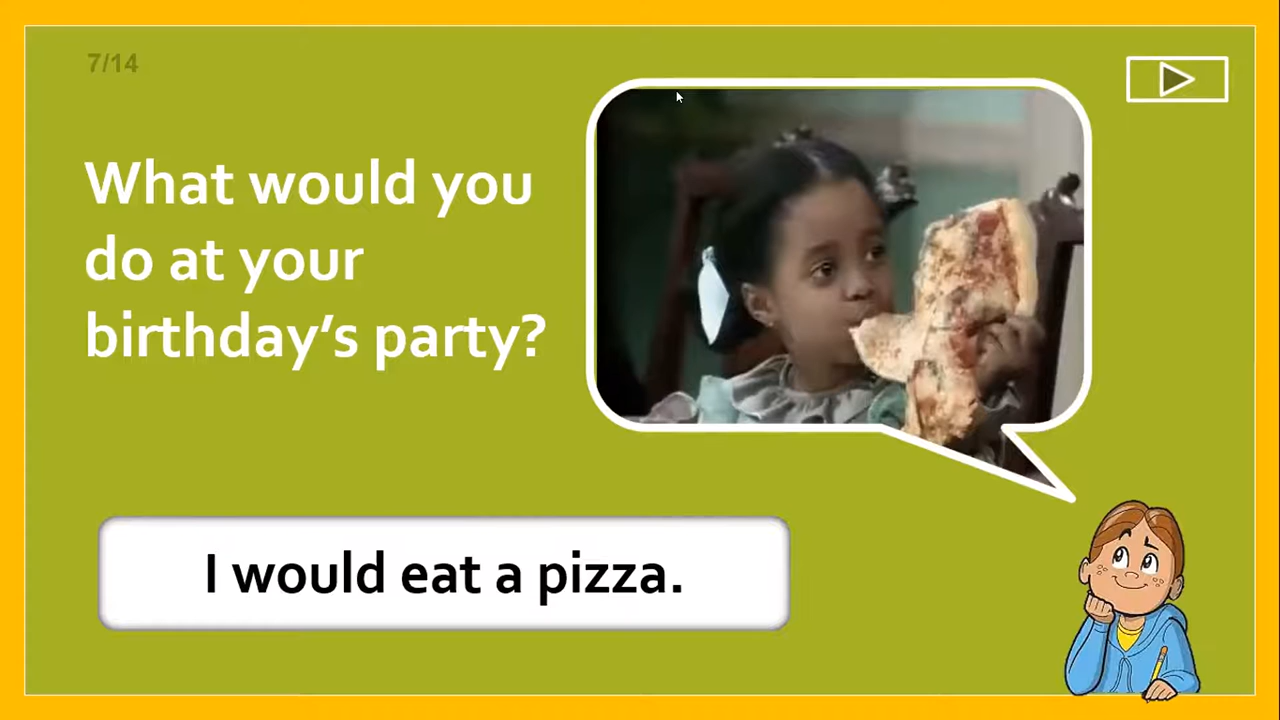 7/14
What would you
do at your
birthday’s party?
I would eat a pizza.